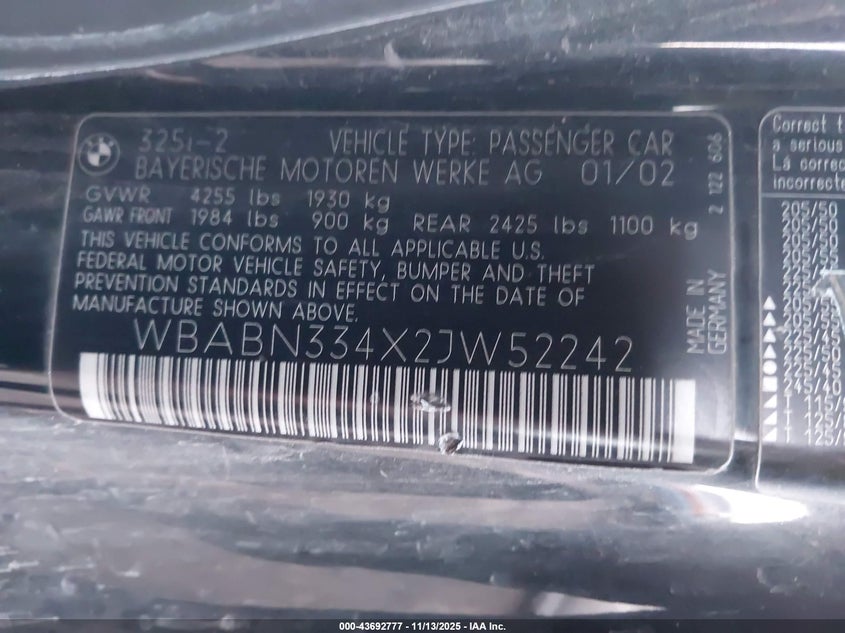 325i-2 VEHICLE TYPE: PASSENGER CAR
BAYERISCHE MOTOREN WERKE AG 01/02
GVWR 4255 lbs 1930 kg
GAWR FRONT 1984 lbs 900 kg REAR 2425 lbs 1100 kg
THIS VEHICLE CONFORMS TO ALL APPLICABLE U.S.
FEDERAL MOTOR VEHICLE SAFETY, BUMPER AND THEFT
PREVENTION STANDARDS IN EFFECT ON THE DATE OF
MANUFACTURE SHOWN ABOVE.
WBABN334X2JW52242
MADE IN
GERMANY
2 122 606
Correct
a serious
La correc
incorrecte
205/50
000-43692777 - 11/13/2025 - IAA Inc.